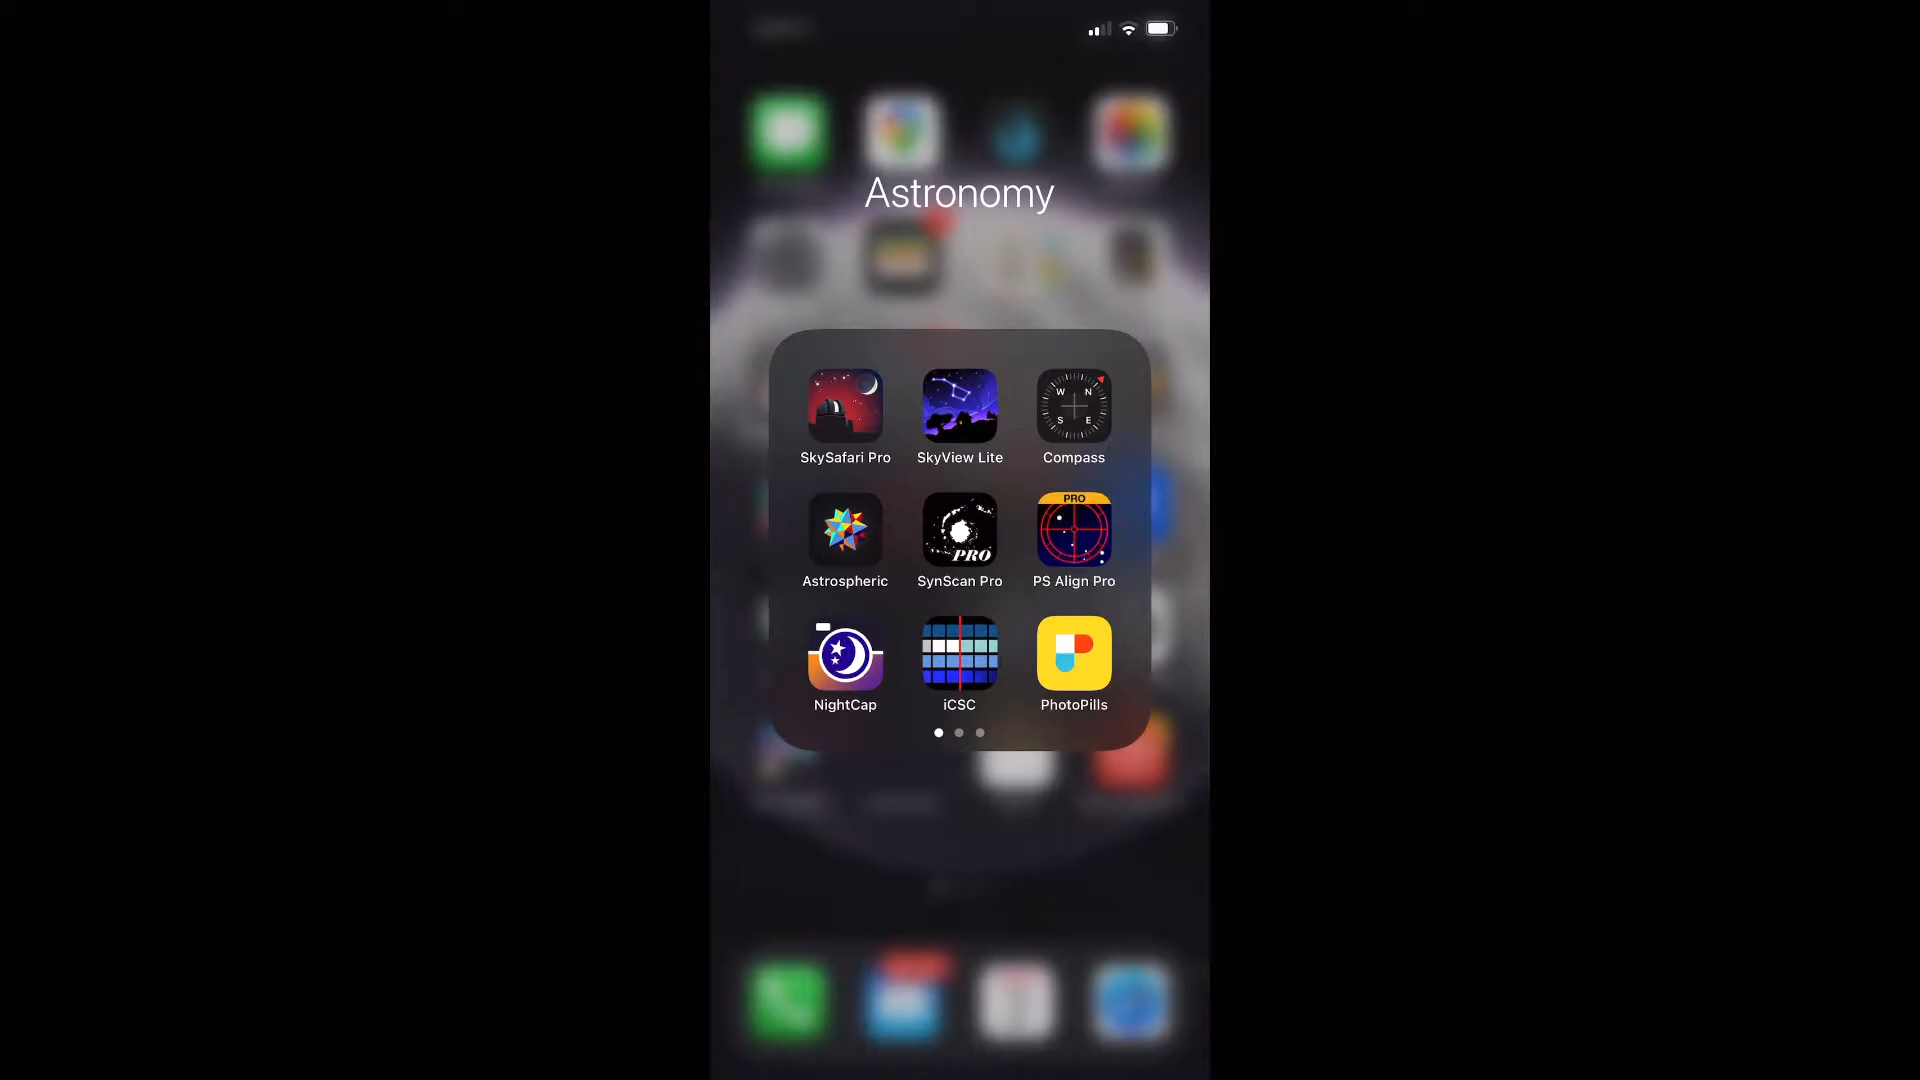 Astronomy
W N
S E
SkySafari Pro SkyView Lite Compass
PRO
PRO
Astrospheric SynScan Pro PS Align Pro
NightCap iCSC PhotoPills